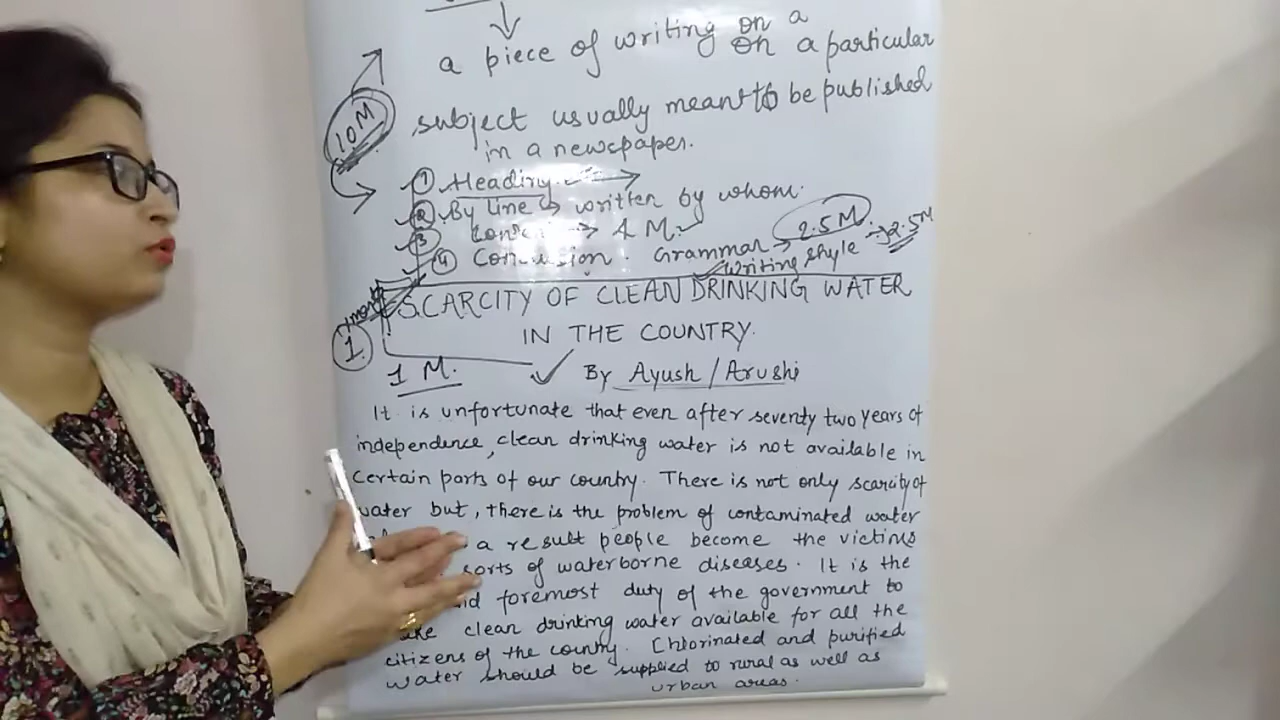 a piece of writing on a
on a particular
subject usually meant to be published
in a newspaper.
10M
① Heading
② By line → written by whom.
③ → 4 M.
④ Conclusion. Grammar → 2.5 M.
Writing style → 2.5 M
1 mark
SCARCITY OF CLEAN DRINKING WATER
IN THE COUNTRY.
1 M. By Ayush / Arushi
It is unfortunate that even after seventy two years of
independence, clean drinking water is not available in
certain parts of our country. There is not only scarcity of
water but, there is the problem of contaminated water
a result people become the victims
sorts of waterborne diseases. It is the
foremost duty of the government to
clean drinking water available for all the
citizens of the country. Chlorinated and purified
water should be supplied to rural as well as
urban areas.